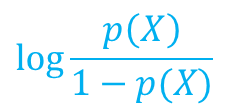 log p(X) / 1 − p(X)